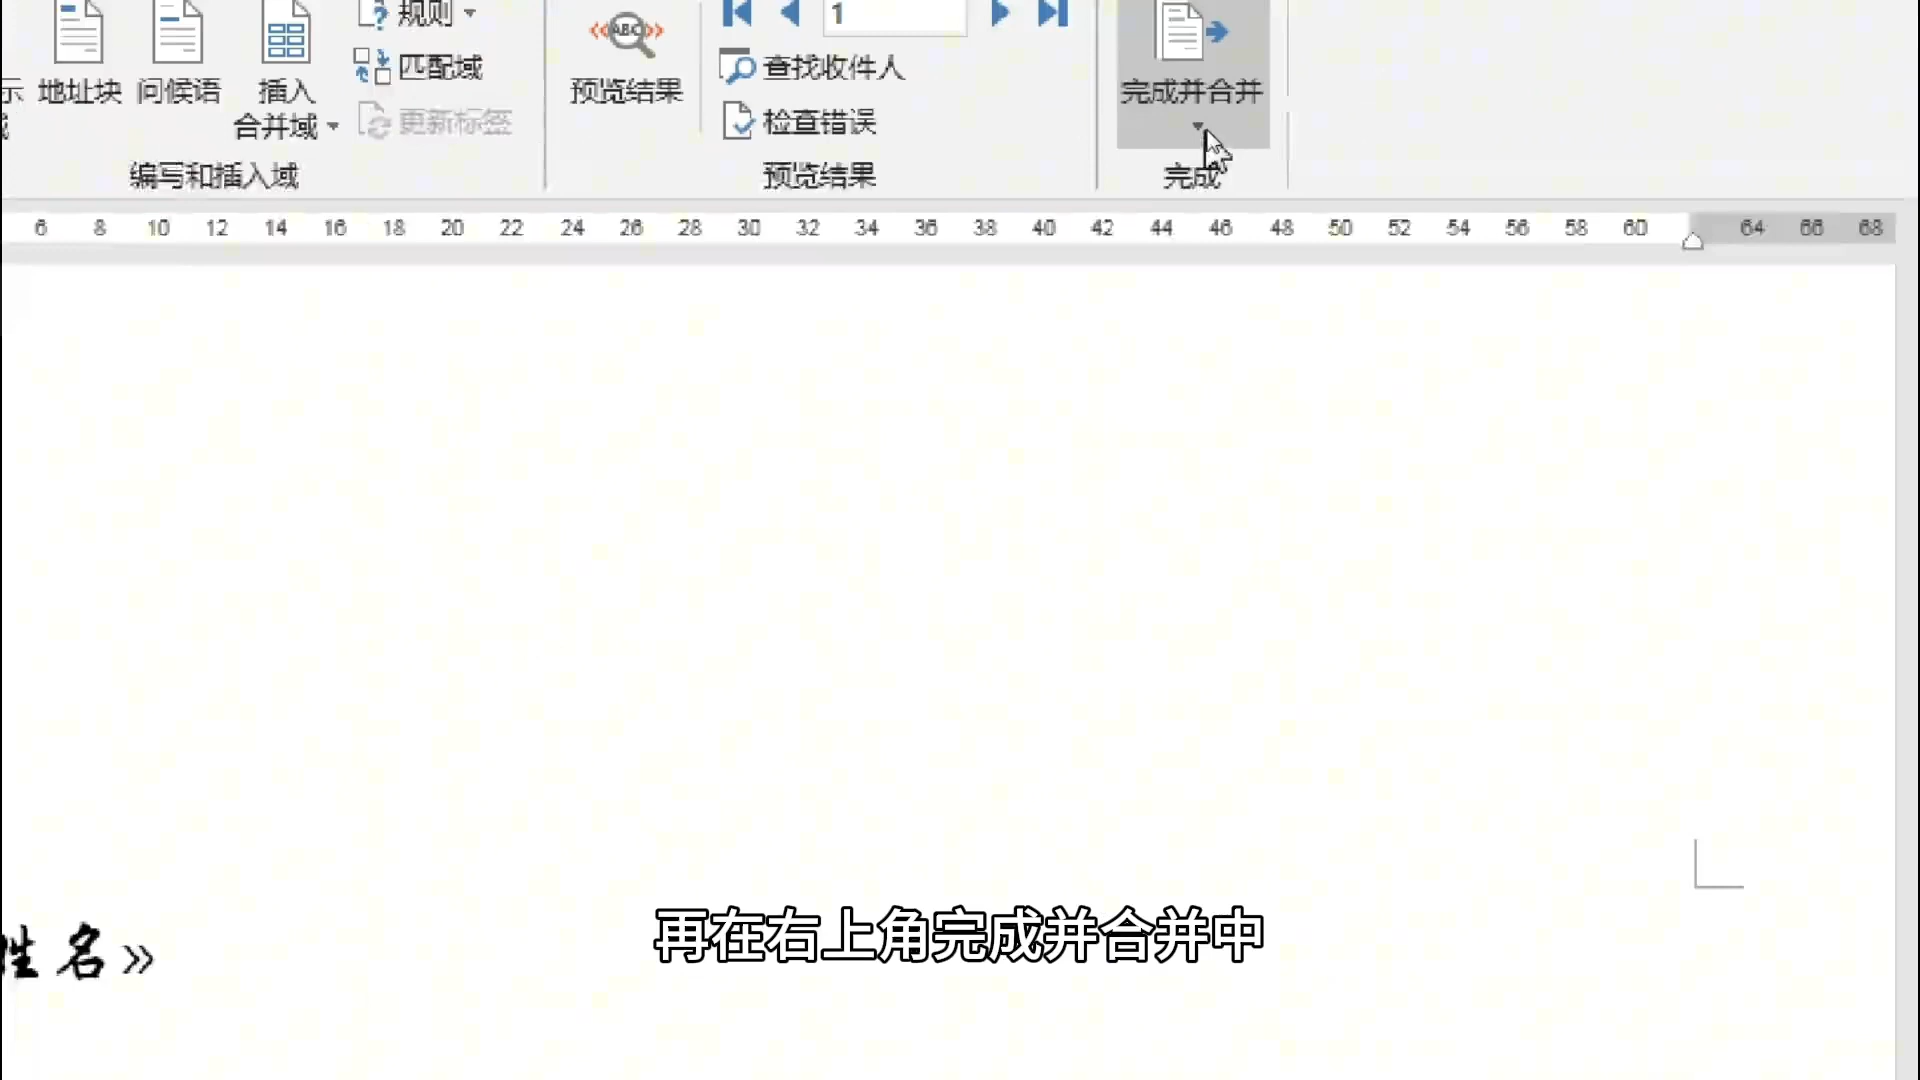 规则
1
地址块 问候语 插入
合并域
匹配域
更新标签
预览结果
查找收件人
检查错误
完成并合并
编写和插入域
预览结果
完成
6 8 10 12 14 16 18 20 22 24 26 28 30 32 34 36 38 40 42 44 46 48 50 52 54 56 58 60 64 66 68
姓名»
再在右上角完成并合并中